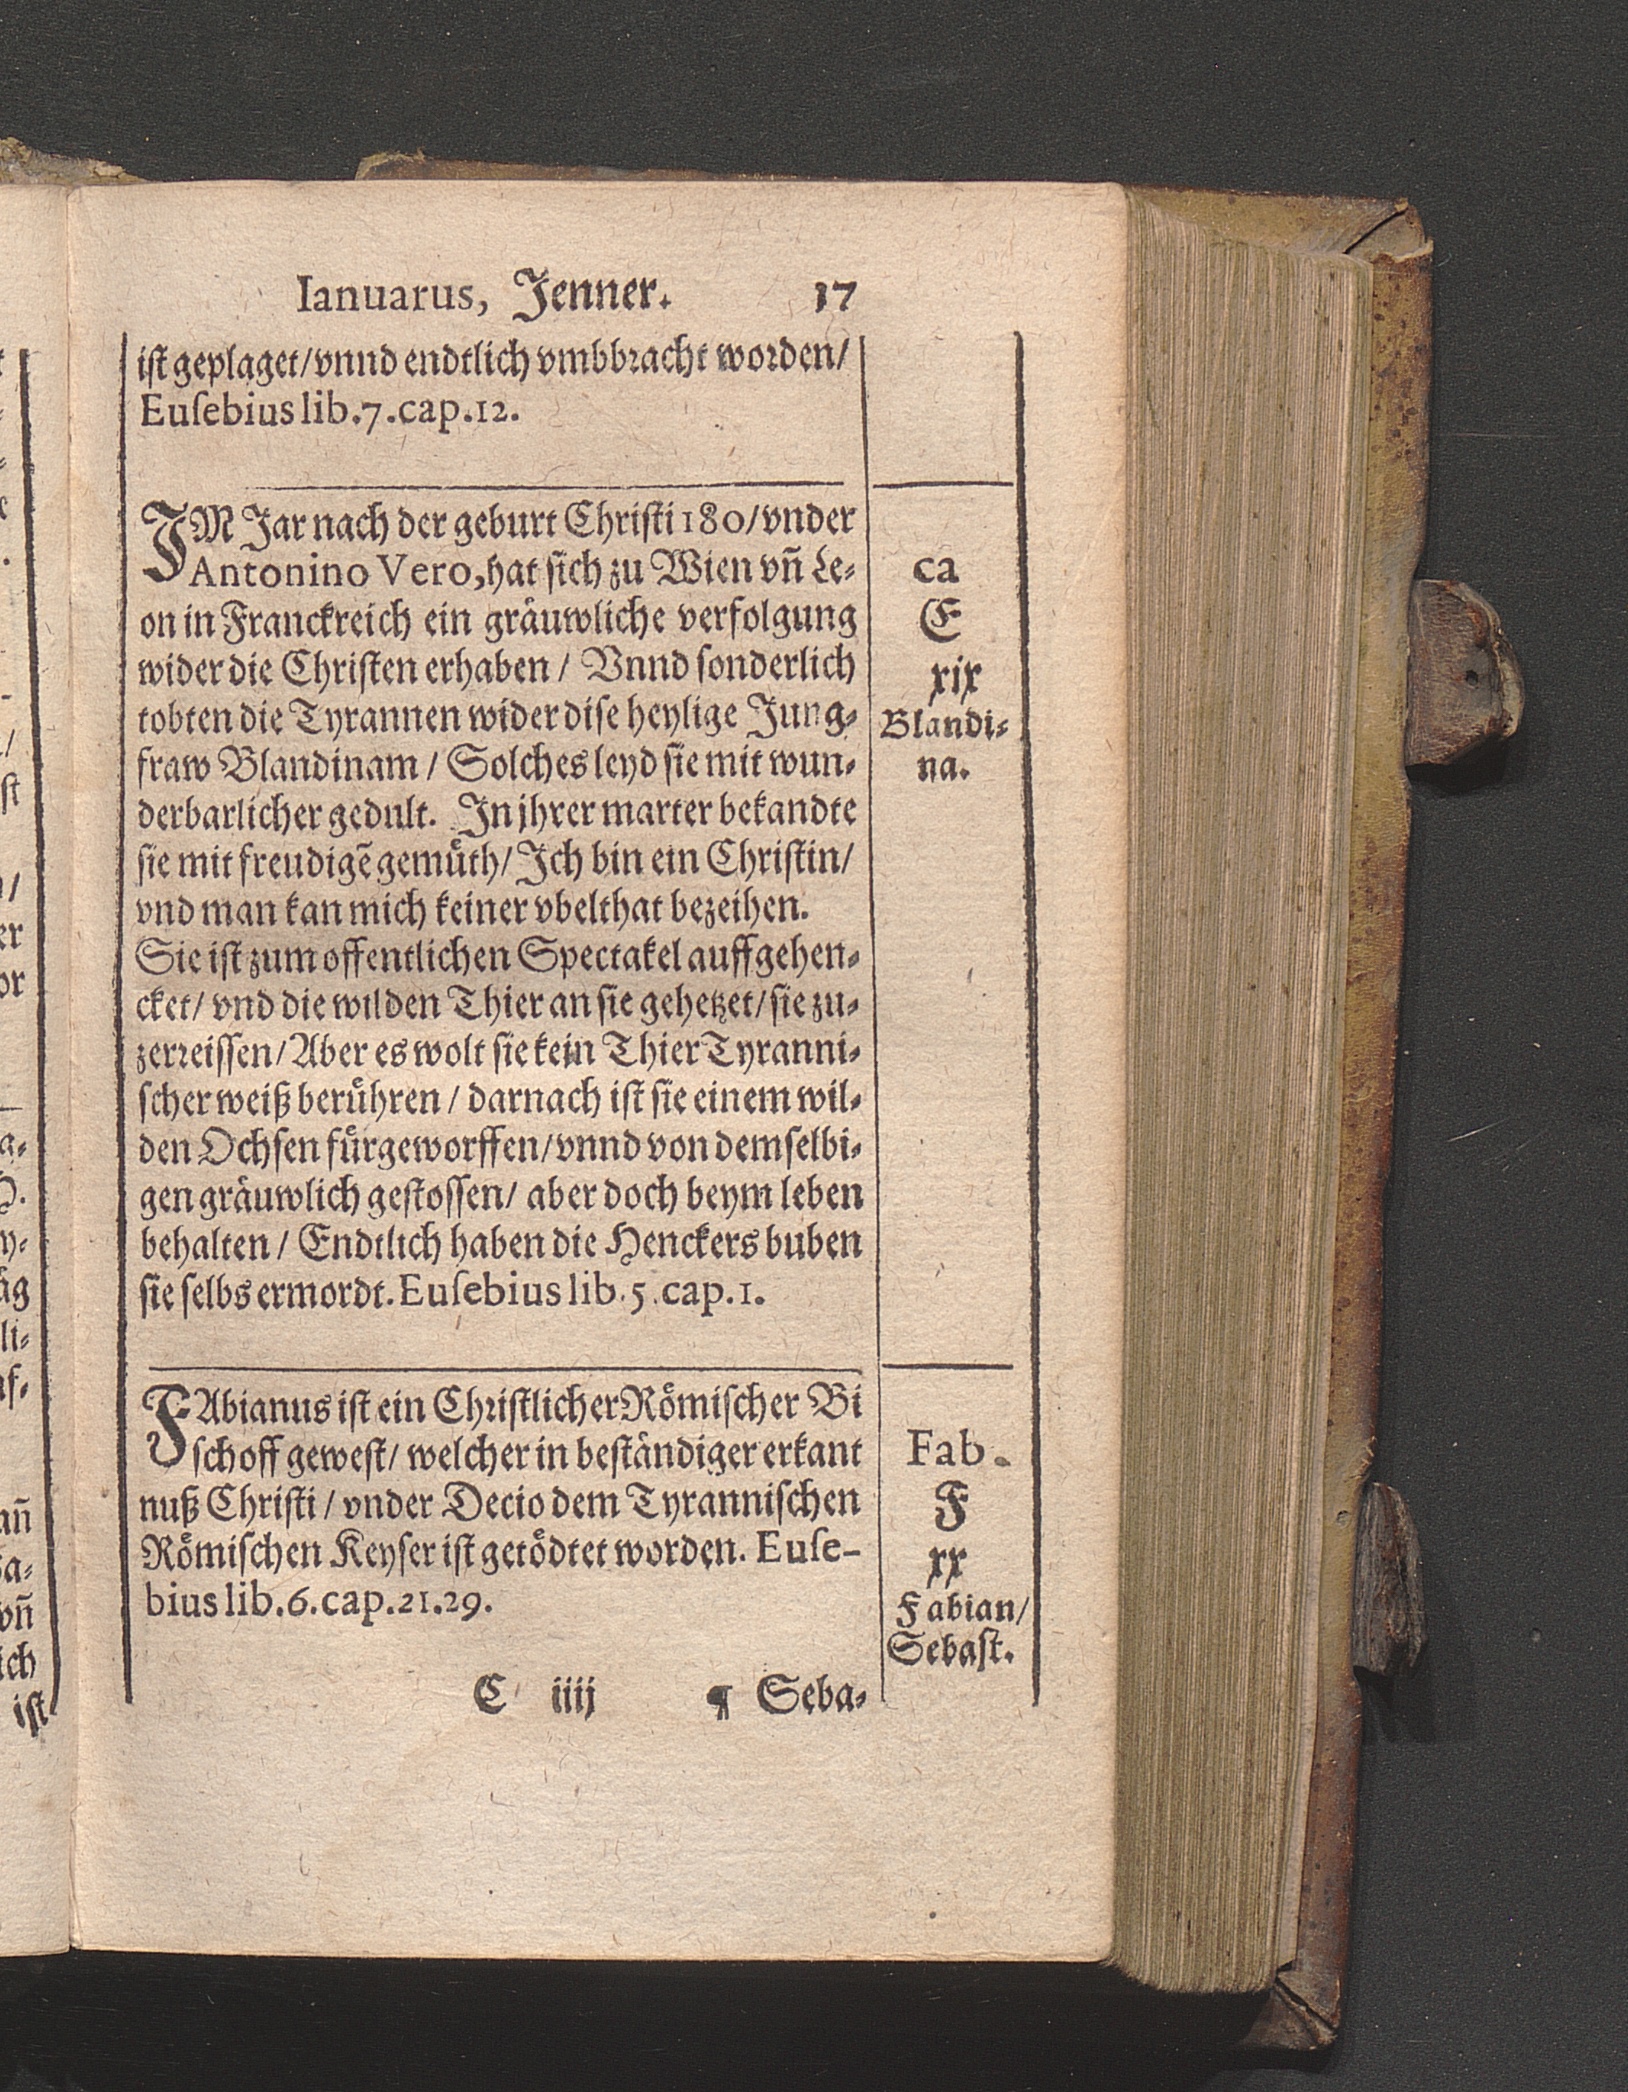 Ianuarus, Jenner. 17
ist geplaget/vnnd endtlich vmbbracht worden/
Euſebius lib.7.cap.12.
IM Jar nach der geburt Christi 180/vnder
Antonino Vero,hat sich zu Wien vñ Le-
on in Franckreich ein gräuwliche verfolgung
wider die Christen erhaben / Vnnd sonderlich
tobten die Tyrannen wider dise heylige Jung-
fraw Blandinam / Solches leyd sie mit wun-
derbarlicher gedult. In jhrer marter bekandte
sie mit freudigẽ gemüth/ Ich bin ein Christin/
vnd man kan mich keiner vbelthat bezeihen.
Sie ist zum offentlichen Spectakel auffgehen-
cket/ vnd die wilden Thier an sie gehetzet/ sie zu-
zerreissen/ Aber es wolt sie kein Thier Tyranni-
scher weiß berühren / darnach ist sie einem wil-
den Ochsen fürgeworffen/vnnd von demselbi-
gen gräuwlich gestossen/ aber doch beym leben
behalten / Endtlich haben die Henckers buben
sie selbs ermordt. Euſebius lib.5.cap.1.
ca
E
xix
Blandi-
na.
FAbianus ist ein Christlicher Römischer Bi
schoff gewest/ welcher in beständiger erkant
nuß Christi / vnder Decio dem Tyrannischen
Römischen Keyser ist getödtet worden. Euſe-
bius lib.6.cap.21.29.
Fab.
F
xx
Fabian/
Sebast.
C iiij ¶ Seba-